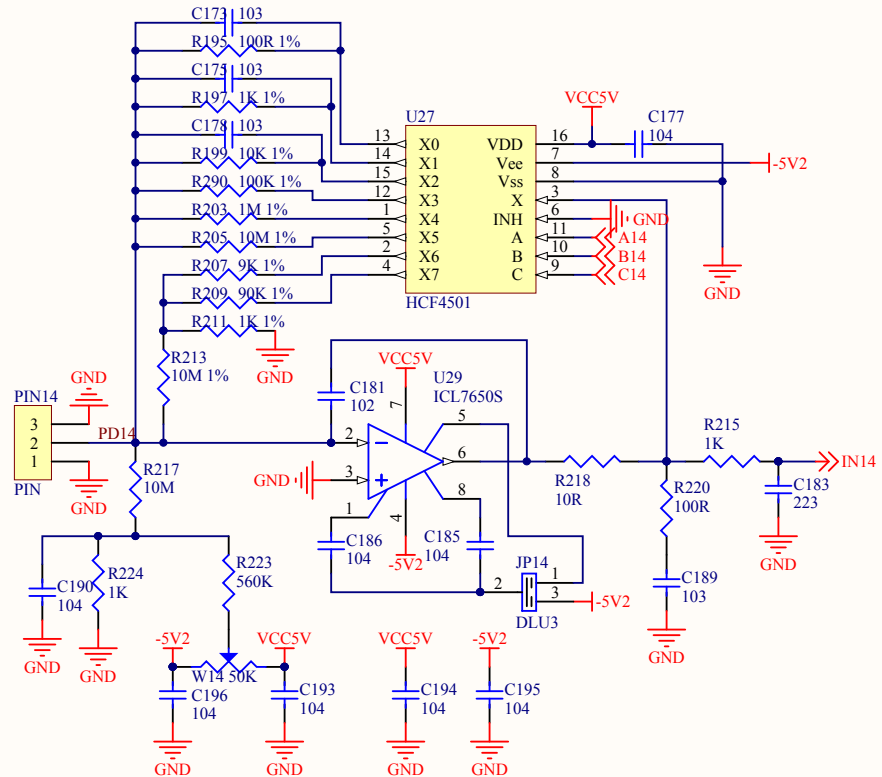 C173 103
R195 100R 1%
C175 103
R197 1K 1%
C178 103
R199 10K 1%
R290 100K 1%
R203 1M 1%
R205 10M 1%
R207 9K 1%
R209 90K 1%
R211 1K 1%
GND
R213
10M 1%
U27
13 X0 VDD 16
14 X1 Vee 7
15 X2 Vss 8
12 X3 X 3
1 X4 INH 6
5 X5 A 11
2 X6 B 10
4 X7 C 9
HCF4501
VCC5V
C177
104
-5V2
GND
A14
B14
C14
GND
PIN14
GND
3
2
1
PIN
PD14
GND
C181
102
VCC5V
7
U29
ICL7650S
5
2
6
GND
3
8
1
4
-5V2
C186
104
C185
104
JP14
2
1
3
-5V2
DLU3
R218
10R
R215
1K
IN14
C183
223
GND
R220
100R
C189
103
GND
R217
10M
C190
104
GND
R224
1K
GND
R223
560K
-5V2
VCC5V
W14 50K
C196
104
GND
C193
104
GND
VCC5V
C194
104
GND
-5V2
C195
104
GND